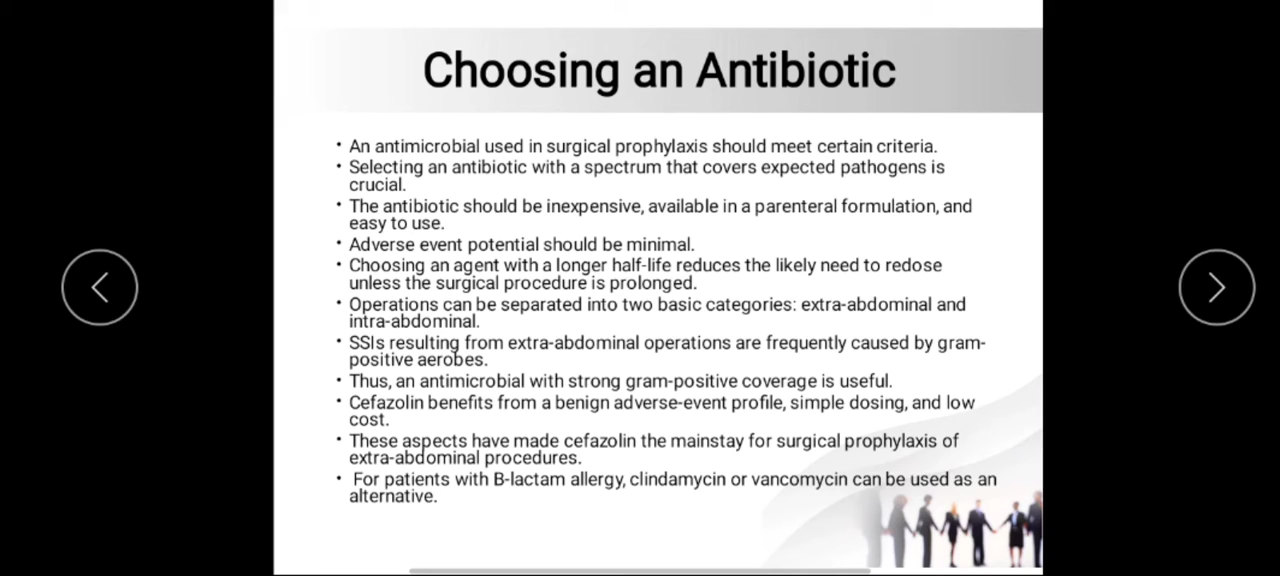 Choosing an Antibiotic
• An antimicrobial used in surgical prophylaxis should meet certain criteria.
• Selecting an antibiotic with a spectrum that covers expected pathogens is
crucial.
• The antibiotic should be inexpensive, available in a parenteral formulation, and
easy to use.
• Adverse event potential should be minimal.
• Choosing an agent with a longer half-life reduces the likely need to redose
unless the surgical procedure is prolonged.
• Operations can be separated into two basic categories: extra-abdominal and
intra-abdominal.
• SSIs resulting from extra-abdominal operations are frequently caused by gram-
positive aerobes.
• Thus, an antimicrobial with strong gram-positive coverage is useful.
• Cefazolin benefits from a benign adverse-event profile, simple dosing, and low
cost.
• These aspects have made cefazolin the mainstay for surgical prophylaxis of
extra-abdominal procedures.
• For patients with B-lactam allergy, clindamycin or vancomycin can be used as an
alternative.